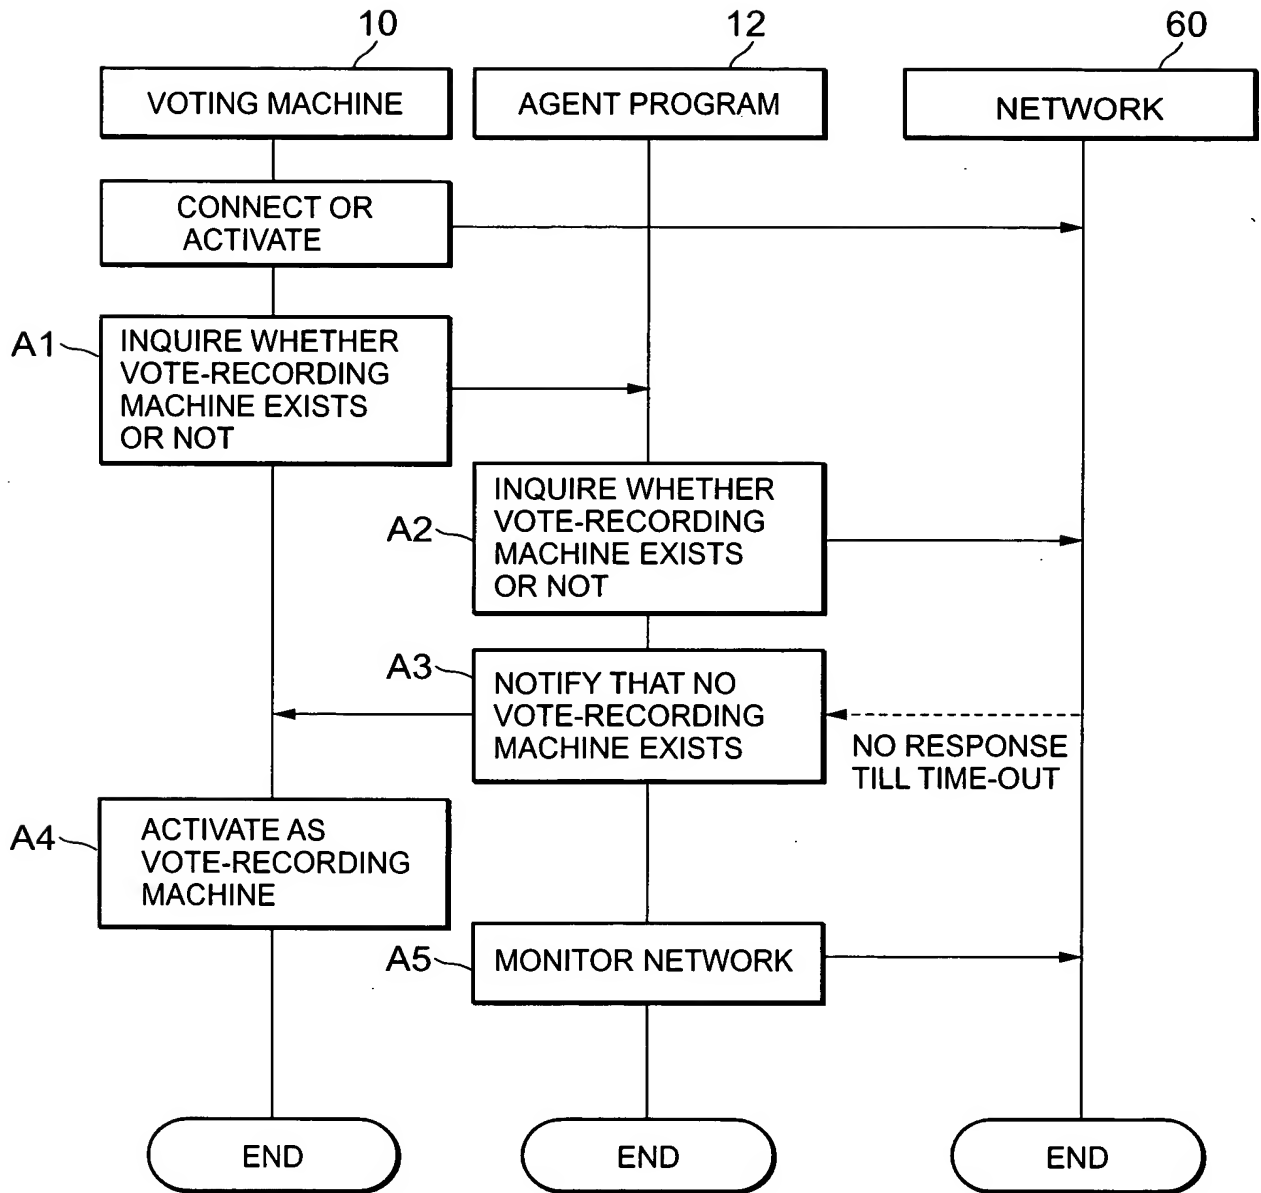 10
12
60
VOTING MACHINE
AGENT PROGRAM
NETWORK
CONNECT OR
ACTIVATE
A1
INQUIRE WHETHER
VOTE-RECORDING
MACHINE EXISTS
OR NOT
A2
INQUIRE WHETHER
VOTE-RECORDING
MACHINE EXISTS
OR NOT
A3
NOTIFY THAT NO
VOTE-RECORDING
MACHINE EXISTS
NO RESPONSE
TILL TIME-OUT
A4
ACTIVATE AS
VOTE-RECORDING
MACHINE
A5
MONITOR NETWORK
END
END
END